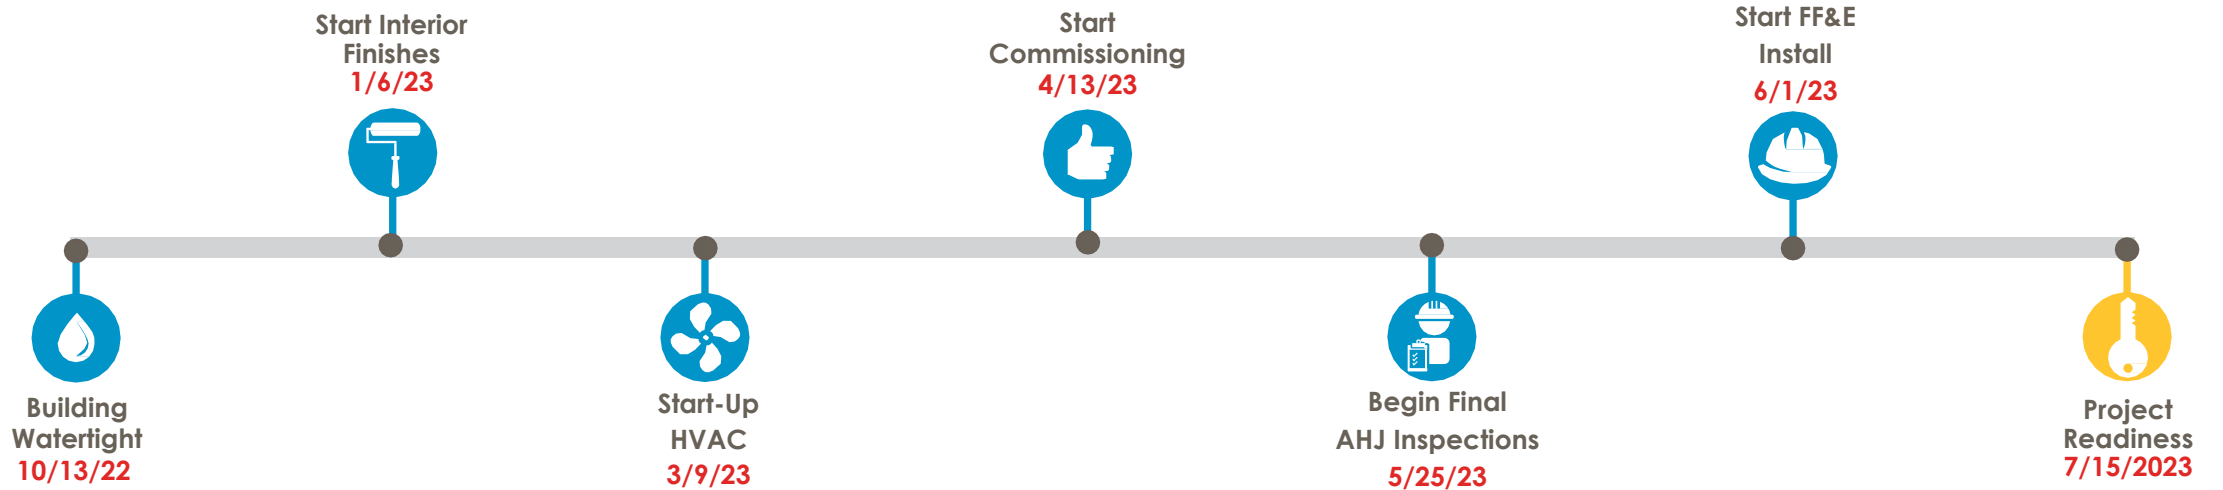 Start Interior
Finishes
1/6/23
Start
Commissioning
4/13/23
Start FF&E
Install
6/1/23
Building
Watertight
10/13/22
Start-Up
HVAC
3/9/23
Begin Final
AHJ Inspections
5/25/23
Project
Readiness
7/15/2023